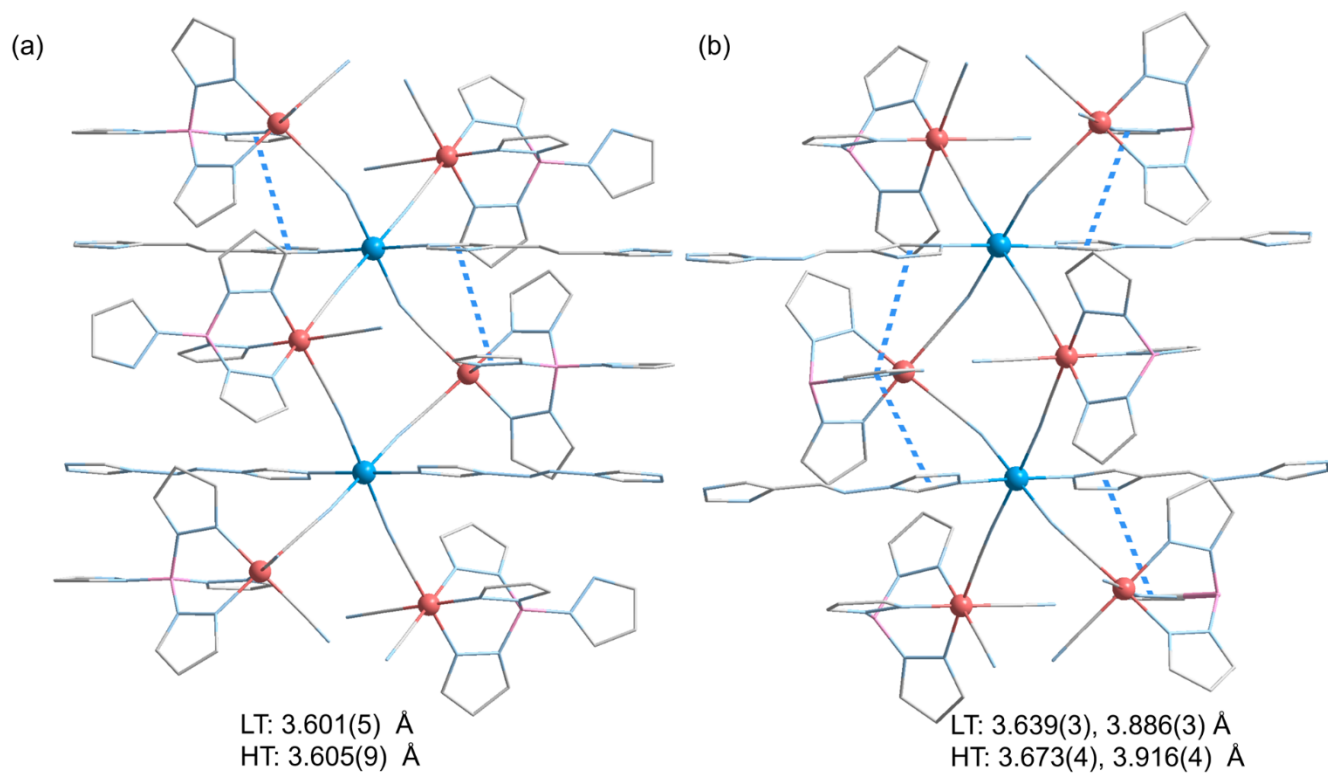 (a)
(b)
LT: 3.601(5) Å
HT: 3.605(9) Å
LT: 3.639(3), 3.886(3) Å
HT: 3.673(4), 3.916(4) Å